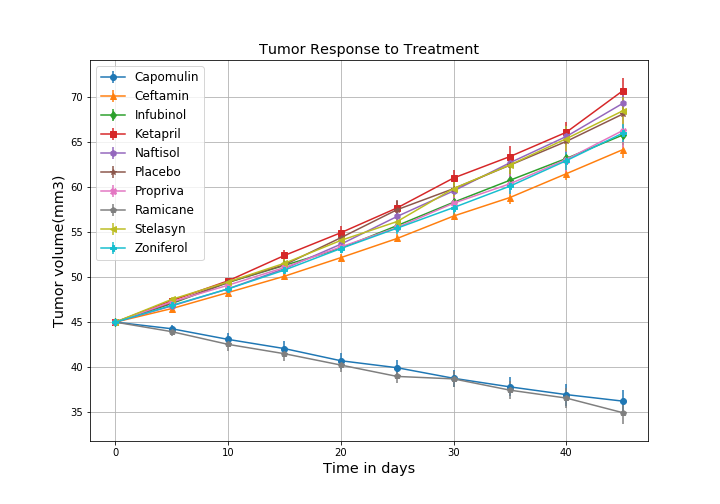 Tumor Response to Treatment
Tumor volume(mm3)
70
65
60
55
50
45
40
35
Capomulin
Ceftamin
Infubinol
Ketapril
Naftisol
Placebo
Propriva
Ramicane
Stelasyn
Zoniferol
0 10 20 30 40
Time in days